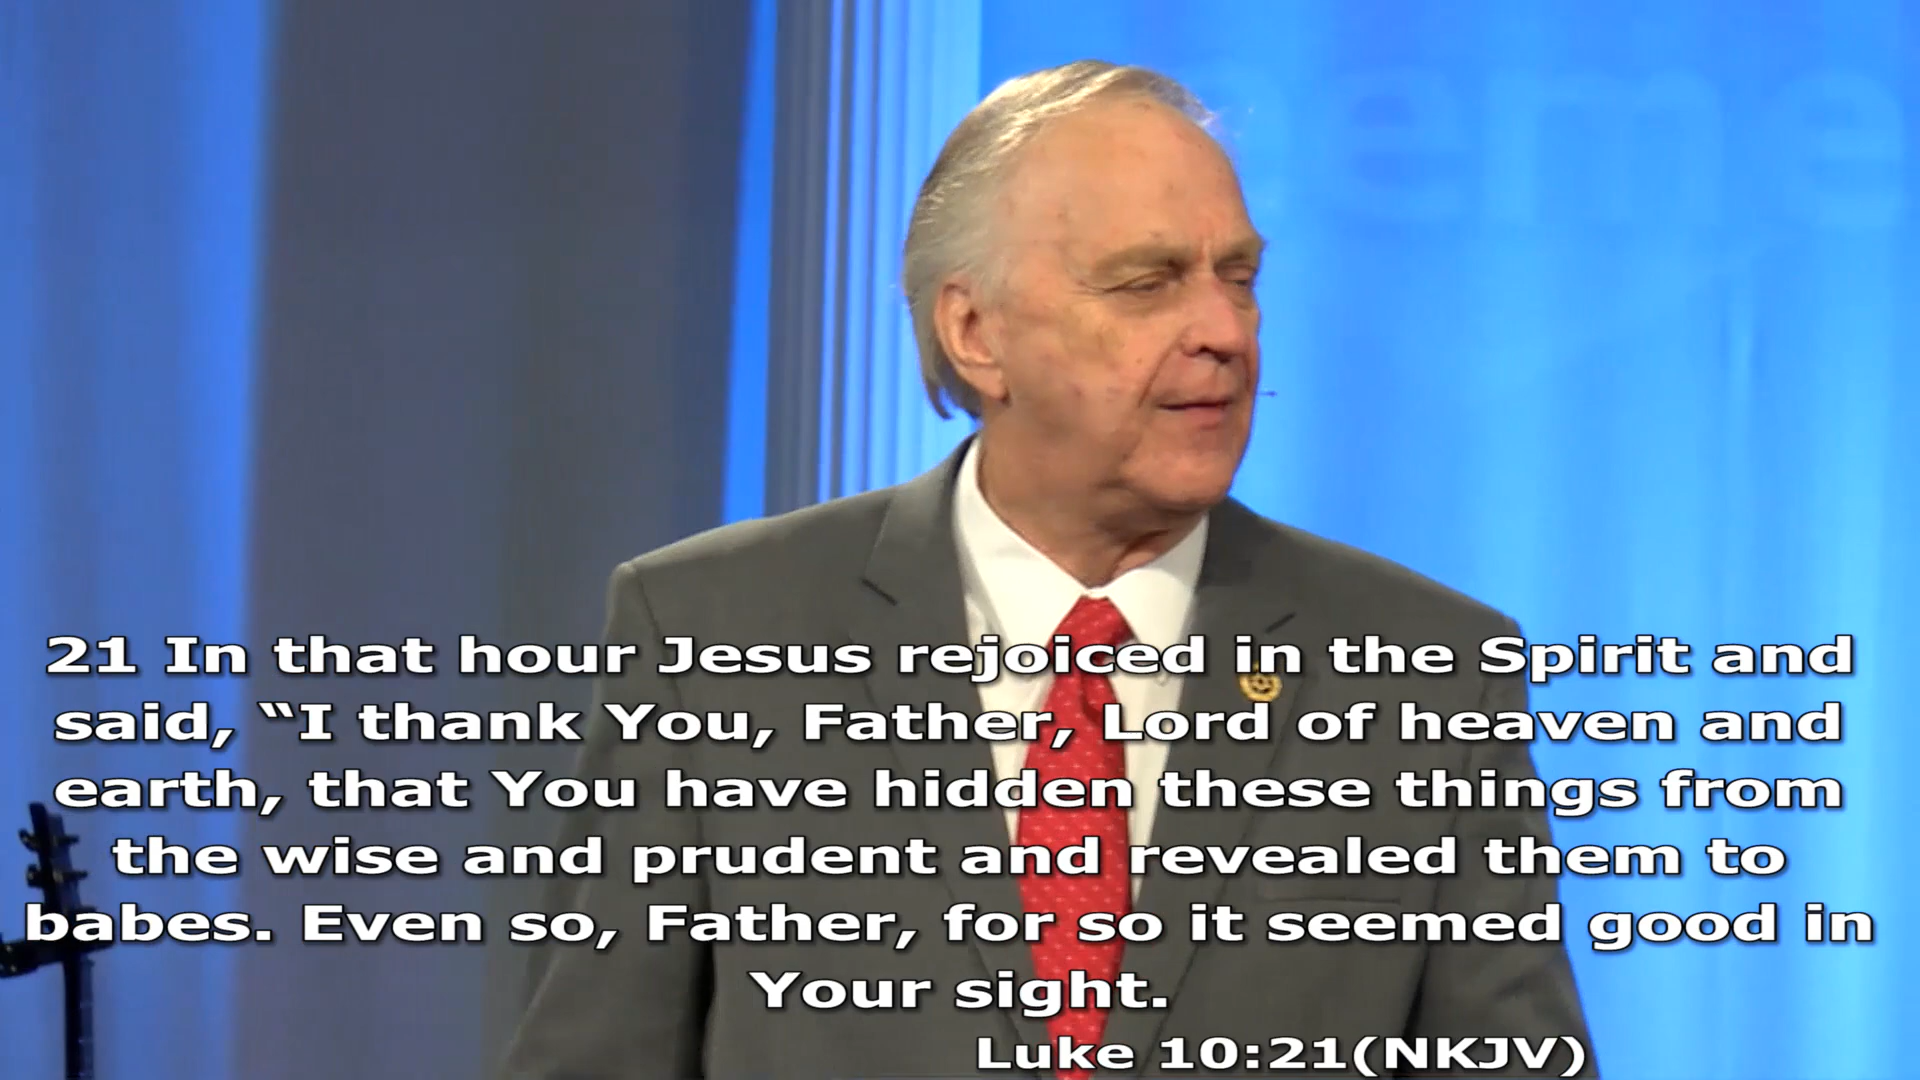 eme
21 In that hour Jesus rejoiced in the Spirit and
said, “I thank You, Father, Lord of heaven and
earth, that You have hidden these things from
the wise and prudent and revealed them to
babes. Even so, Father, for so it seemed good in
Your sight.
Luke 10:21(NKJV)